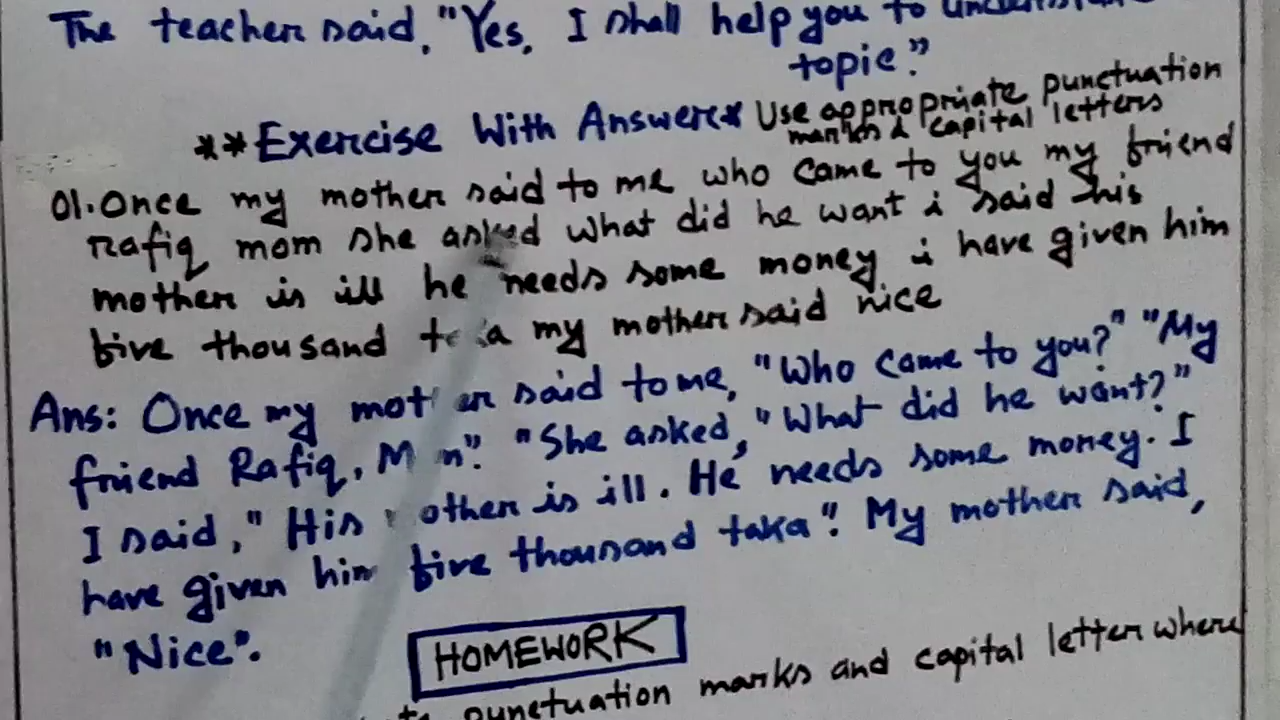 The teacher said, "Yes, I shall help you to
topic."
**Exercise With Answer* Use appropriate punctuation
marks & capital letters
01. Once my mother said to me who came to you my friend
Rafiq mom she asked what did he want i said his
mother is ill he needs some money i have given him
five thousand taka my mother said nice
Ans: Once my mother said to me, "Who came to you?" "My
friend Rafiq, Mom". "She asked, "What did he want?"
I said, "His mother is ill. He needs some money. I
have given him five thousand taka". My mother said,
"Nice".
HOMEWORK
punctuation marks and capital letter where